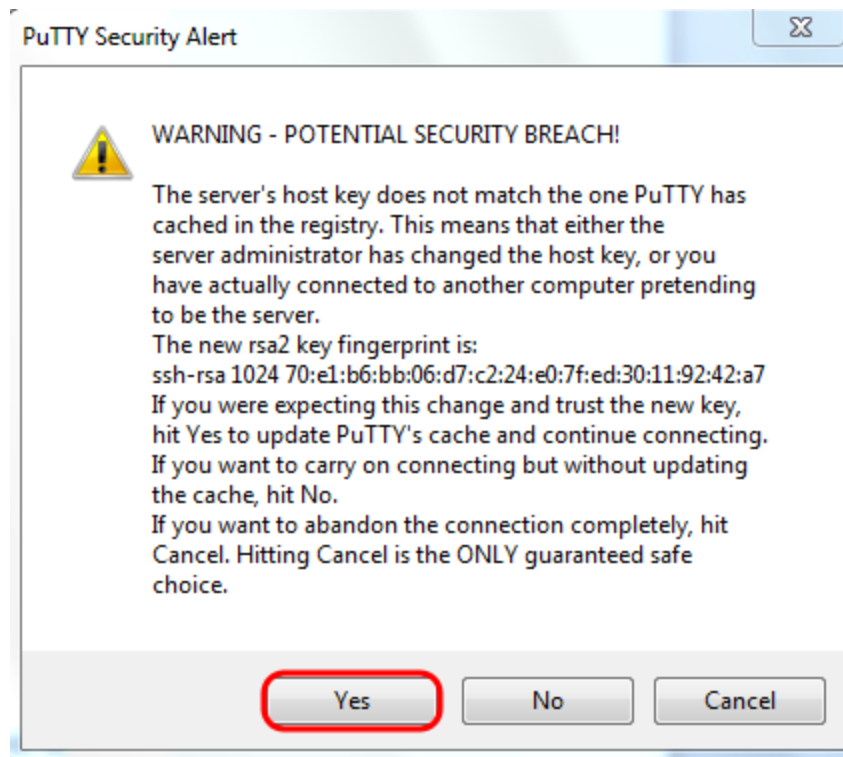 PuTTY Security Alert
WARNING - POTENTIAL SECURITY BREACH!
The server's host key does not match the one PuTTY has
cached in the registry. This means that either the
server administrator has changed the host key, or you
have actually connected to another computer pretending
to be the server.
The new rsa2 key fingerprint is:
ssh-rsa 1024 70:e1:b6:bb:06:d7:c2:24:e0:7f:ed:30:11:92:42:a7
If you were expecting this change and trust the new key,
hit Yes to update PuTTY's cache and continue connecting.
If you want to carry on connecting but without updating
the cache, hit No.
If you want to abandon the connection completely, hit
Cancel. Hitting Cancel is the ONLY guaranteed safe
choice.
Yes No Cancel